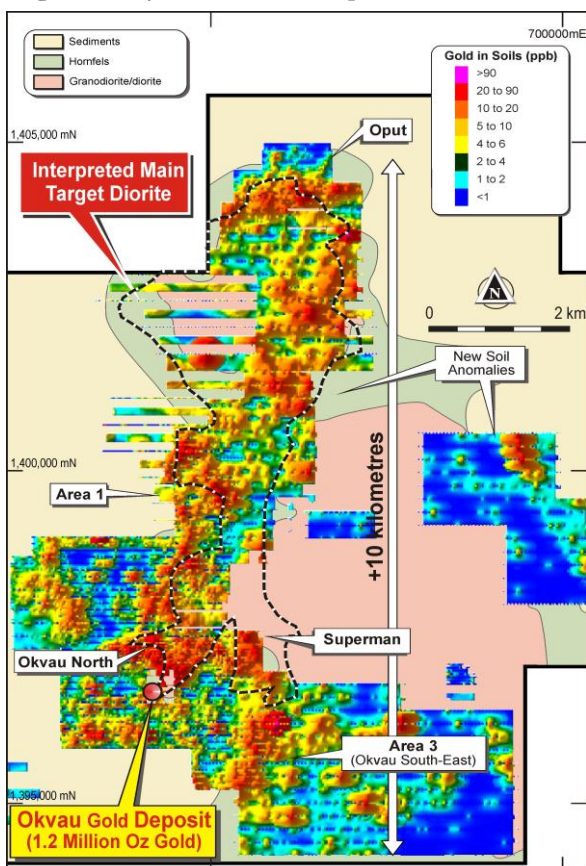 700000mE
Sediments
Hornfels
Granodiorite/diorite
Gold in Soils (ppb)
>90
20 to 90
10 to 20
5 to 10
4 to 6
2 to 4
1 to 2
<1
1,405,000 mN
Oput
Interpreted Main
Target Diorite
N
0 2 km
New Soil
Anomalies
1,400,000 mN
Area 1
+10 kilometres
Superman
Okvau North
Area 3
(Okvau South-East)
1,395,000 mN
Okvau Gold Deposit
(1.2 Million Oz Gold)